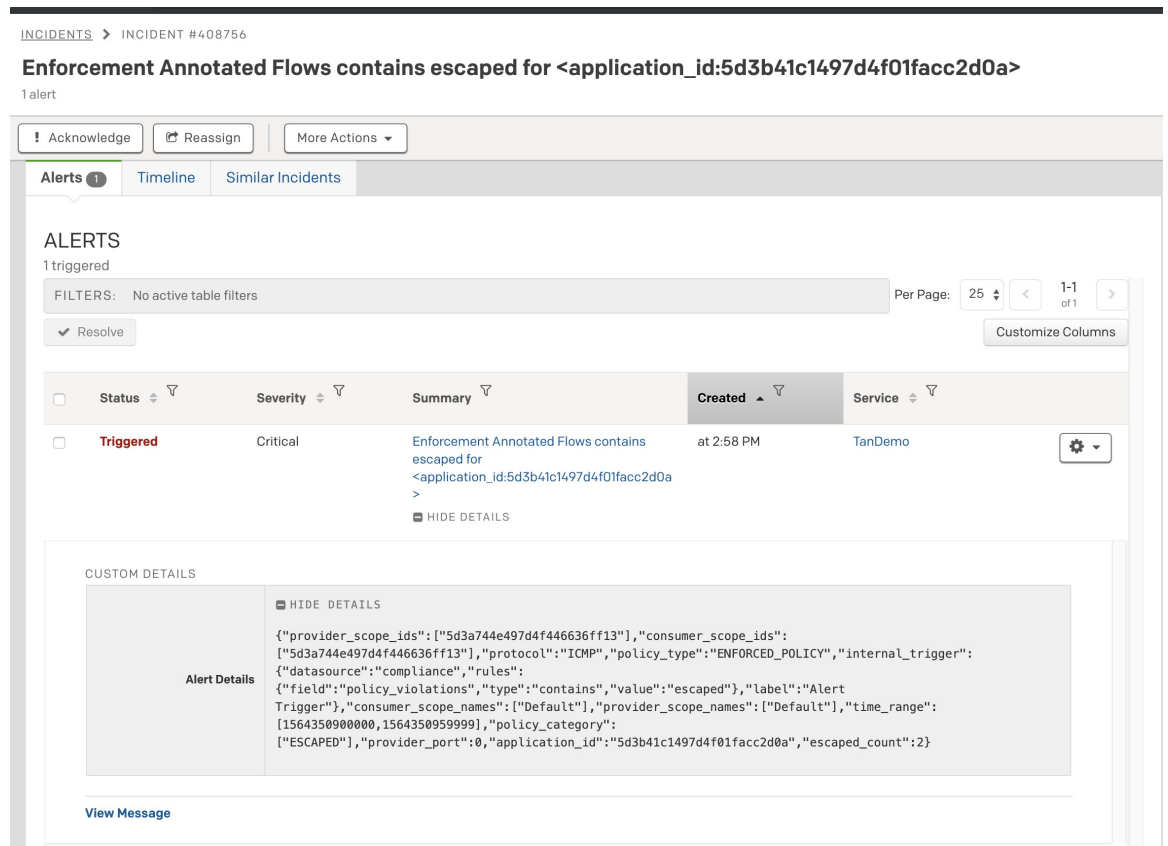 INCIDENTS > INCIDENT #408756
Enforcement Annotated Flows contains escaped for <application_id:5d3b41c1497d4f01facc2d0a>
1 alert
! Acknowledge Reassign More Actions
Alerts 1 Timeline Similar Incidents
ALERTS
1 triggered
FILTERS: No active table filters Per Page: 25 < 1-1 >
of 1
Resolve Customize Columns
Status Severity Summary Created Service
Triggered Critical Enforcement Annotated Flows contains at 2:58 PM TanDemo
escaped for
<application_id:5d3b41c1497d4f01facc2d0a
>
HIDE DETAILS
CUSTOM DETAILS
HIDE DETAILS
{"provider_scope_ids":["5d3a744e497d4f446636ff13"],"consumer_scope_ids":
["5d3a744e497d4f446636ff13"],"protocol":"ICMP","policy_type":"ENFORCED_POLICY","internal_trigger":
{"datasource":"compliance","rules":
Alert Details
{"field":"policy_violations","type":"contains","value":"escaped"},"label":"Alert
Trigger"},"consumer_scope_names":["Default"],"provider_scope_names":["Default"],"time_range":
[1564350900000,1564350959999],"policy_category":
["ESCAPED"],"provider_port":0,"application_id":"5d3b41c1497d4f01facc2d0a","escaped_count":2}
View Message